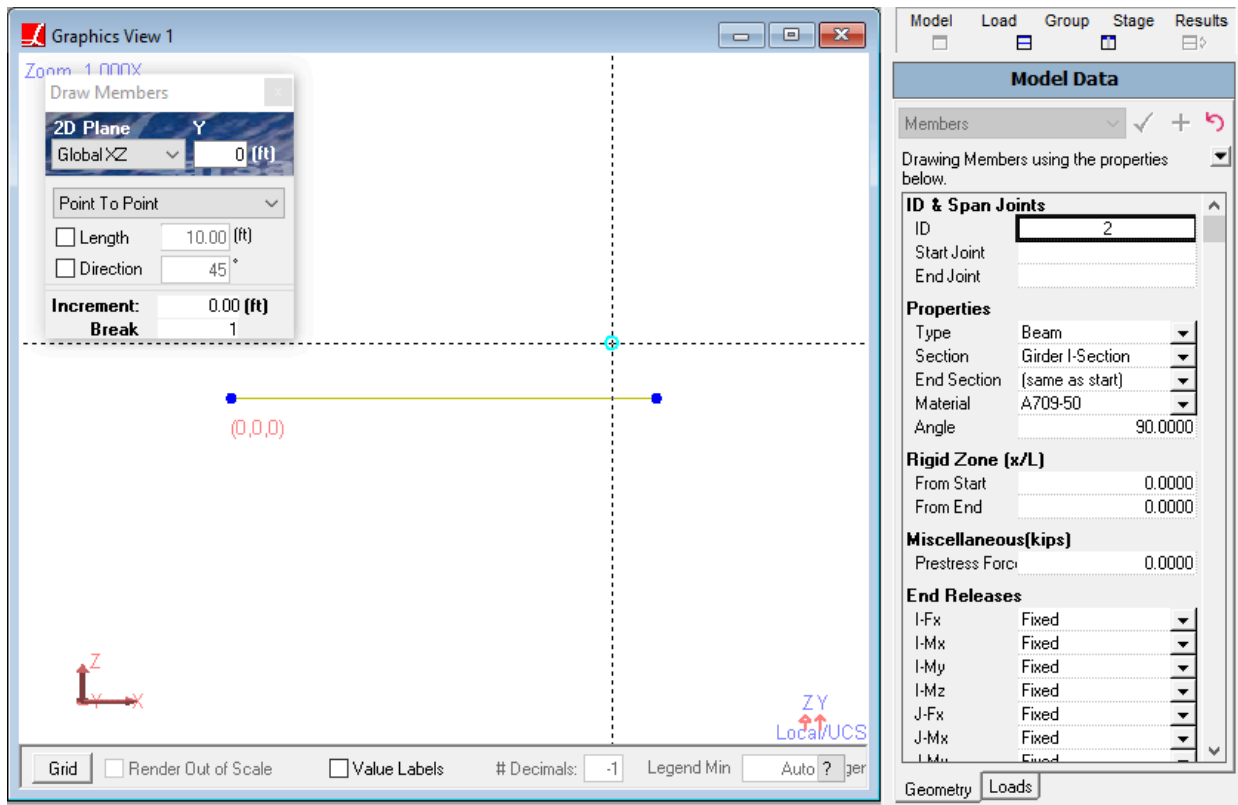 Graphics View 1
Zoom 1.000X
Draw Members
2D Plane Y
Global XZ 0 (ft)
Point To Point
Length 10.00 (ft)
Direction 45 °
Increment: 0.00 (ft)
Break 1
(0,0,0)
Z
Y X
Z Y
Local/UCS
Grid Render Out of Scale Value Labels # Decimals: -1 Legend Min Auto ? ger
Model Load Group Stage Results
Model Data
Members
Drawing Members using the properties
below.
ID & Span Joints
ID 2
Start Joint
End Joint
Properties
Type Beam
Section Girder I-Section
End Section (same as start)
Material A709-50
Angle 90.0000
Rigid Zone (x/L)
From Start 0.0000
From End 0.0000
Miscellaneous(kips)
Prestress Forc 0.0000
End Releases
I-Fx Fixed
I-Mx Fixed
I-My Fixed
I-Mz Fixed
J-Fx Fixed
J-Mx Fixed
Geometry Loads